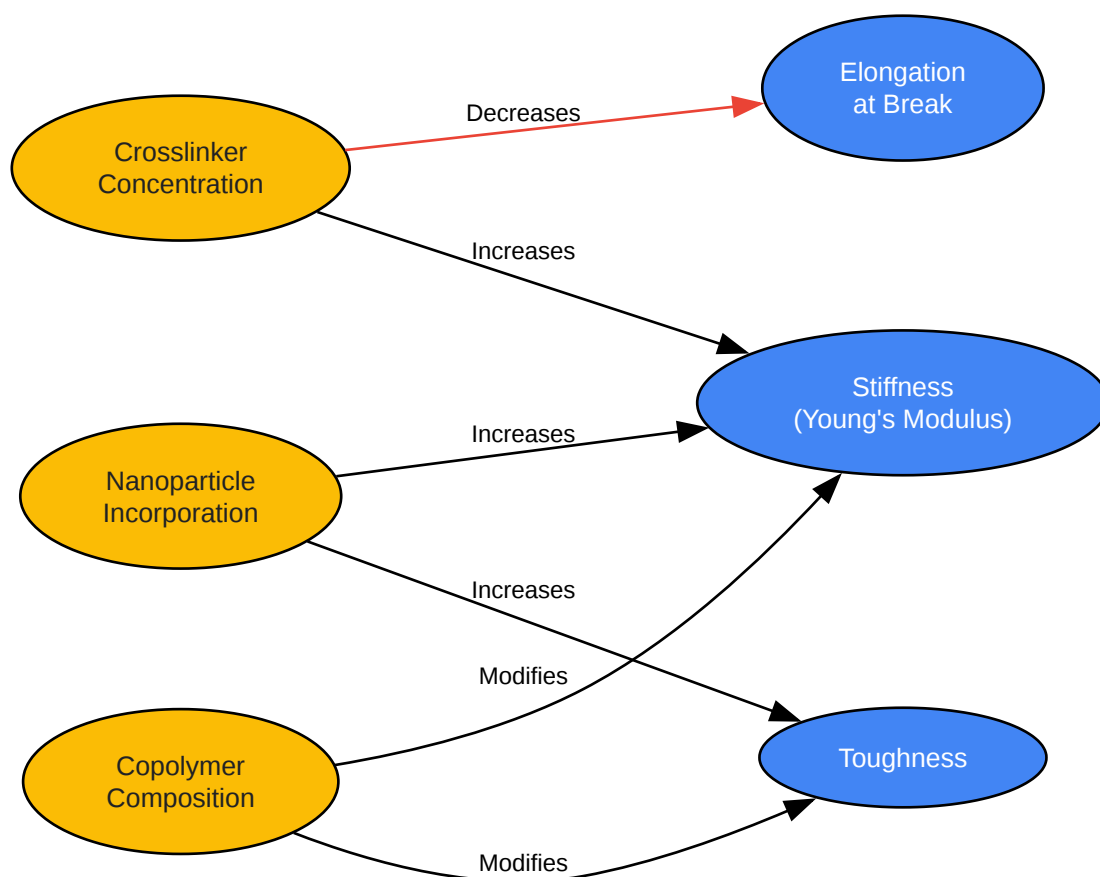 Elongation
at Break
Decreases
Crosslinker
Concentration
Increases
Stiffness
(Young's Modulus)
Increases
Nanoparticle
Incorporation
Increases
Modifies
Copolymer
Composition
Toughness
Modifies